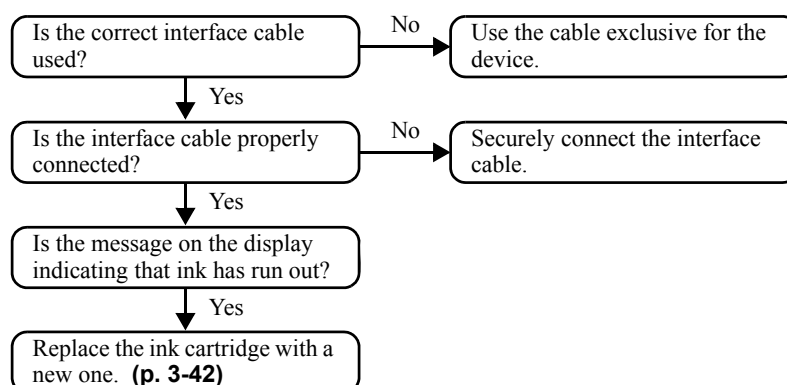 Is the correct interface cable
used?
No
Use the cable exclusive for the
device.
Yes
Is the interface cable properly
connected?
No
Securely connect the interface
cable.
Yes
Is the message on the display
indicating that ink has run out?
Yes
Replace the ink cartridge with a
new one. (p. 3-42)